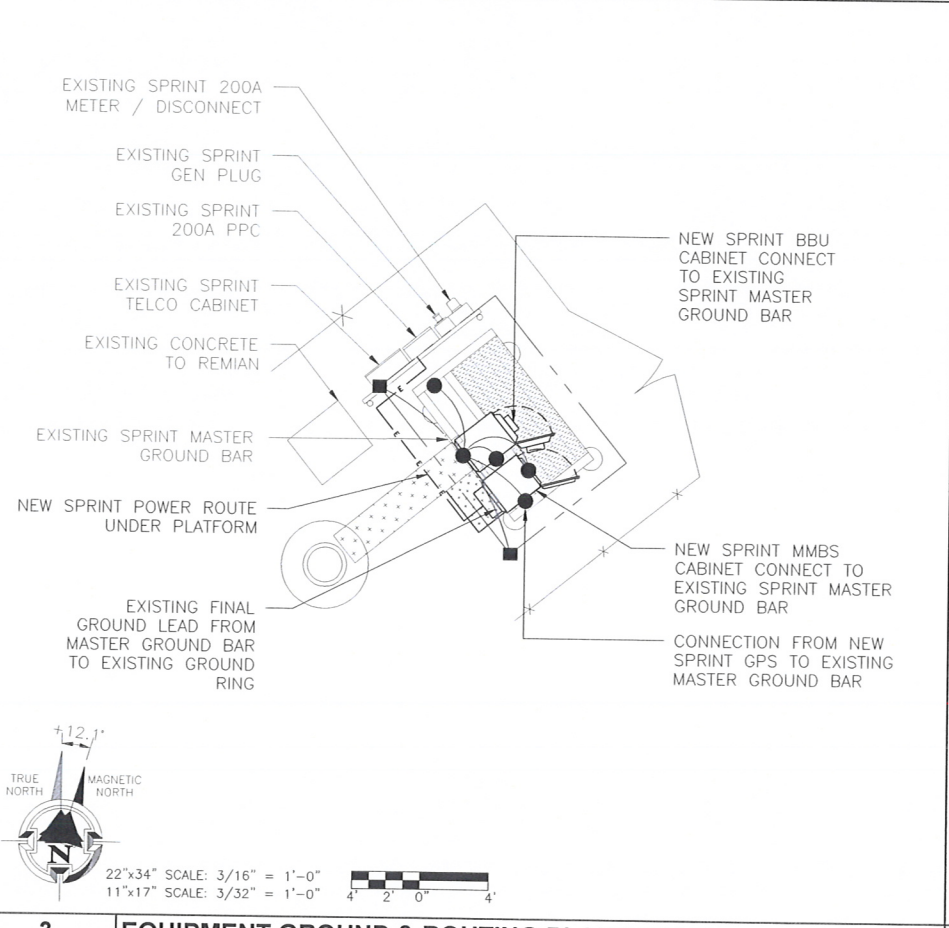 EXISTING SPRINT 200A
METER / DISCONNECT
EXISTING SPRINT
GEN PLUG
EXISTING SPRINT
200A PPC
EXISTING SPRINT
TELCO CABINET
EXISTING CONCRETE
TO REMIAN
EXISTING SPRINT MASTER
GROUND BAR
NEW SPRINT POWER ROUTE
UNDER PLATFORM
EXISTING FINAL
GROUND LEAD FROM
MASTER GROUND BAR
TO EXISTING GROUND
RING
NEW SPRINT BBU
CABINET CONNECT
TO EXISTING
SPRINT MASTER
GROUND BAR
NEW SPRINT MMBS
CABINET CONNECT TO
EXISTING SPRINT MASTER
GROUND BAR
CONNECTION FROM NEW
SPRINT GPS TO EXISTING
MASTER GROUND BAR
E
E
E
E
+12.1°
TRUE
NORTH
MAGNETIC
NORTH
N
22"x34" SCALE: 3/16" = 1'-0"
11"x17" SCALE: 3/32" = 1'-0"
4' 2' 0" 4'
EQUIPMENT GROUND & ROUTING